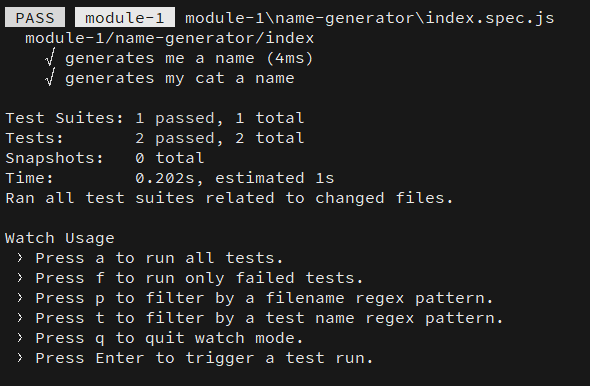 PASS module-1 module-1\name-generator\index.spec.js
module-1/name-generator/index
√ generates me a name (4ms)
√ generates my cat a name
Test Suites: 1 passed, 1 total
Tests: 2 passed, 2 total
Snapshots: 0 total
Time: 0.202s, estimated 1s
Ran all test suites related to changed files.
Watch Usage
› Press a to run all tests.
› Press f to run only failed tests.
› Press p to filter by a filename regex pattern.
› Press t to filter by a test name regex pattern.
› Press q to quit watch mode.
› Press Enter to trigger a test run.